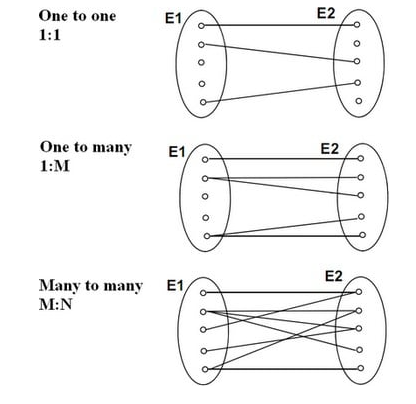 One to one
1:1
E1
E2
One to many
1:M
E1
E2
Many to many
M:N
E1
E2